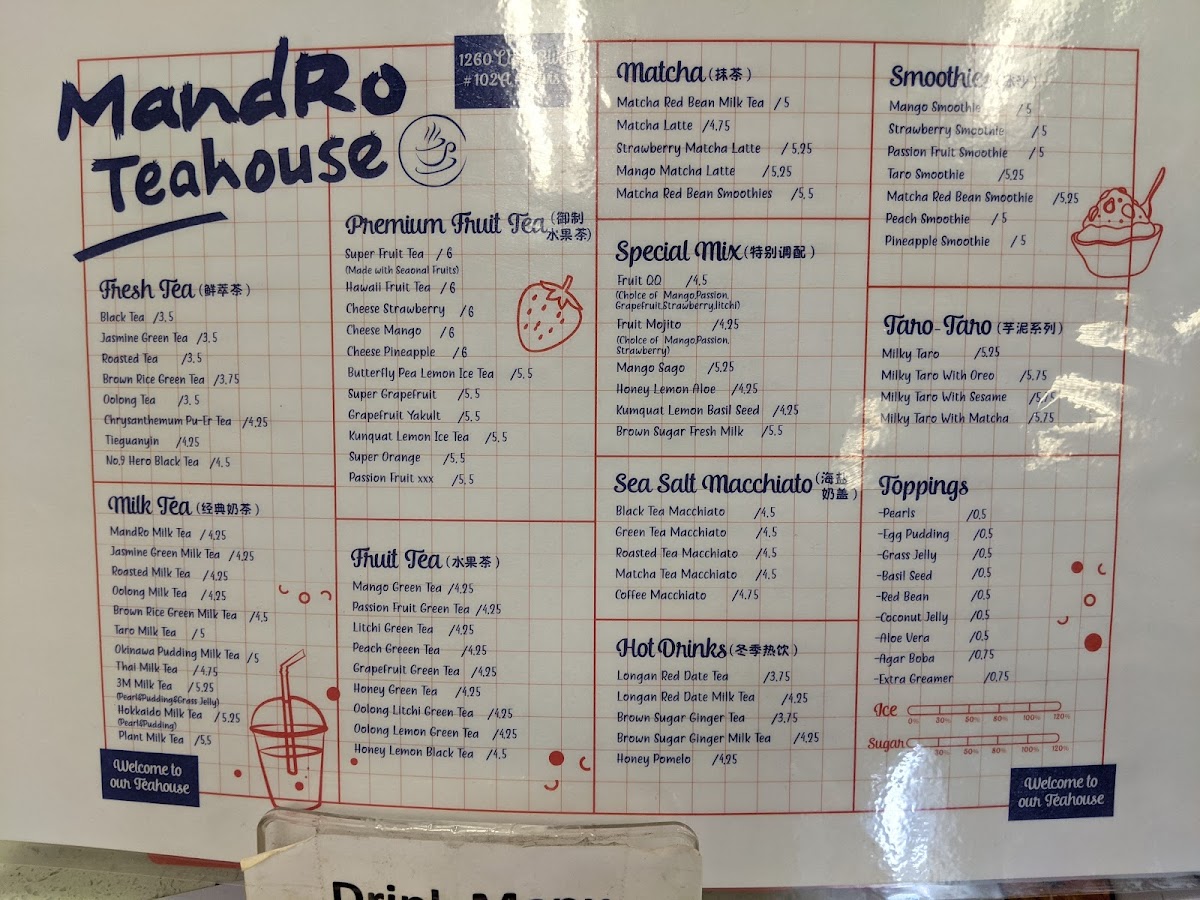 MandRo
Teahouse
1260
#102A
Fresh Tea (鲜萃茶)
Black Tea /3.5
Jasmine Green Tea /3.5
Roasted Tea /3.5
Brown Rice Green Tea /3.75
Oolong Tea /3.5
Chrysanthemum Pu-Er Tea /4.25
Tieguanyin /4.25
No.9 Hero Black Tea /4.5
Milk Tea (经典奶茶)
MandRo Milk Tea /4.25
Jasmine Green Milk Tea /4.25
Roasted Milk Tea /4.25
Oolong Milk Tea /4.25
Brown Rice Green Milk Tea /4.5
Taro Milk Tea /5
Okinawa Pudding Milk Tea /5
Thai Milk Tea /4.75
3M Milk Tea /5.25
(Pearl&Pudding&Grass Jelly)
Hokkaido Milk Tea /5.25
(Pearl&Pudding)
Plant Milk Tea /5.5
Welcome to
our Teahouse
Premium Fruit Tea (御制
水果茶)
Super Fruit Tea /6
(Made with Seaonal Fruits)
Hawaii Fruit Tea /6
Cheese Strawberry /6
Cheese Mango /6
Cheese Pineapple /6
Butterfly Pea Lemon Ice Tea /5.5
Super Grapefruit /5.5
Grapefruit Yakult /5.5
Kunquat Lemon Ice Tea /5.5
Super Orange /5.5
Passion Fruit xxx /5.5
Fruit Tea (水果茶)
Mango Green Tea /4.25
Passion Fruit Green Tea /4.25
Litchi Green Tea /4.25
Peach Greeen Tea /4.25
Grapefruit Green Tea /4.25
Honey Green Tea /4.25
Oolong Litchi Green Tea /4.25
Oolong Lemon Green Tea /4.25
Honey Lemon Black Tea /4.5
Matcha (抹茶)
Matcha Red Bean Milk Tea /5
Matcha Latte /4.75
Strawberry Matcha Latte /5.25
Mango Matcha Latte /5.25
Matcha Red Bean Smoothies /5.5
Special Mix (特别调配)
Fruit QQ /4.5
(Choice of Mango,Passion,
Grapefruit,Strawberry,litchi)
Fruit Mojito /4.25
(Choice of Mango,Passion,
Strawberry)
Mango Sago /5.25
Honey Lemon Aloe /4.25
Kumquat Lemon Basil Seed /4.25
Brown Sugar Fresh Milk /5.5
Sea Salt Macchiato (海盐
奶盖)
Black Tea Macchiato /4.5
Green Tea Macchiato /4.5
Roasted Tea Macchiato /4.5
Matcha Tea Macchiato /4.5
Coffee Macchiato /4.75
Hot Drinks (冬季热饮)
Longan Red Date Tea /3.75
Longan Red Date Milk Tea /4.25
Brown Sugar Ginger Tea /3.75
Brown Sugar Ginger Milk Tea /4.25
Honey Pomelo /4.25
Smoothies
Mango Smoothie /5
Strawberry Smoothie /5
Passion Fruit Smoothie /5
Taro Smoothie /5.25
Matcha Red Bean Smoothie /5.25
Peach Smoothie /5
Pineapple Smoothie /5
Taro-Taro (芋泥系列)
Milky Taro /5.25
Milky Taro With Oreo /5.75
Milky Taro With Sesame
Milky Taro With Matcha /5.75
Toppings
-Pearls /0.5
-Egg Pudding /0.5
-Grass Jelly /0.5
-Basil Seed /0.5
-Red Bean /0.5
-Coconut Jelly /0.5
-Aloe Vera /0.5
-Agar Boba /0.75
-Extra Greamer /0.75
Ice
0% 30% 50% 80% 100% 120%
Sugar
30% 50% 80% 100% 120%
Welcome to
our Teahouse
Drink Menu